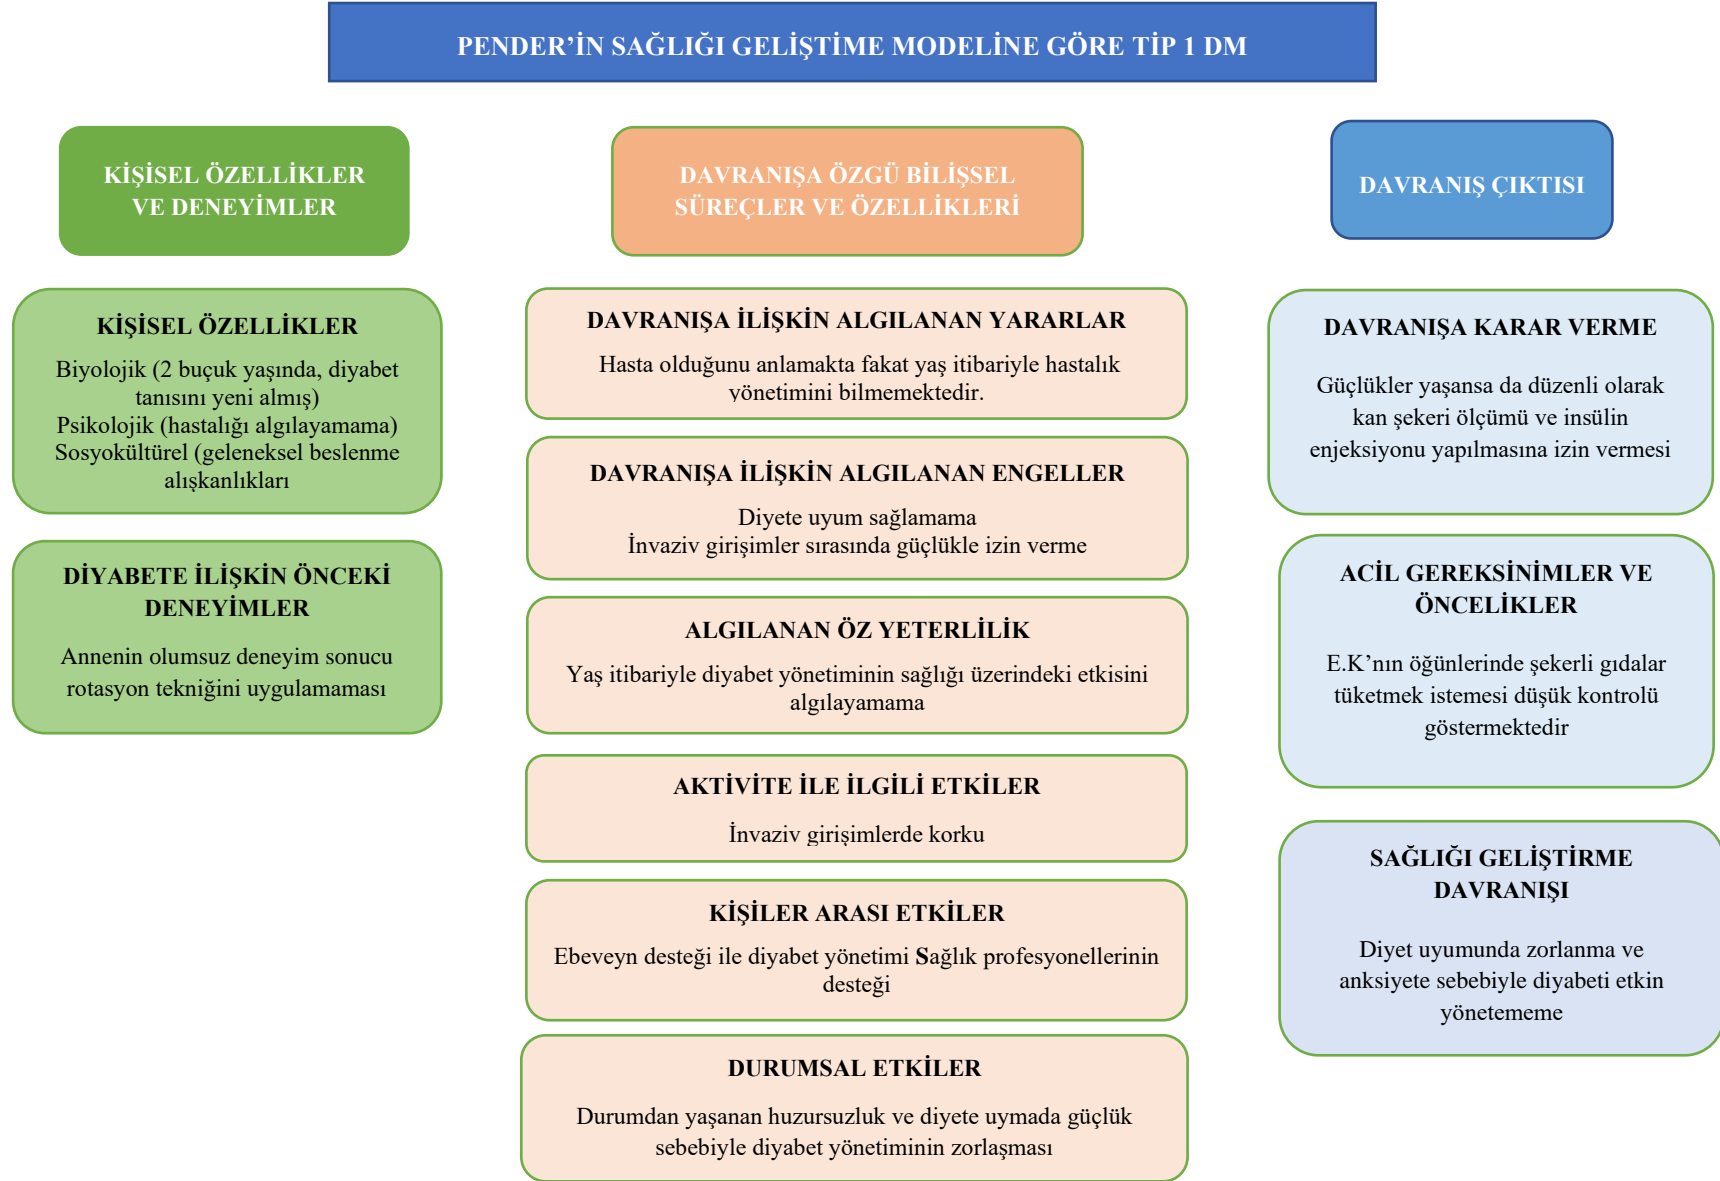 PENDER’İN SAĞLIĞI GELİŞTİME MODELİNE GÖRE TİP 1 DM
KİŞİSEL ÖZELLİKLER
VE DENEYİMLER
KİŞİSEL ÖZELLİKLER
Biyolojik (2 buçuk yaşında, diyabet
tanısını yeni almış)
Psikolojik (hastalığı algılayamama)
Sosyokültürel (geleneksel beslenme
alışkanlıkları
DİYABETE İLİŞKİN ÖNCEKİ
DENEYİMLER
Annenin olumsuz deneyim sonucu
rotasyon tekniğini uygulamaması
DAVRANIŞA ÖZGÜ BİLİŞSEL
SÜREÇLER VE ÖZELLİKLERİ
DAVRANIŞA İLİŞKİN ALGILANAN YARARLAR
Hasta olduğunu anlamakta fakat yaş itibariyle hastalık
yönetimini bilmemektedir.
DAVRANIŞA İLİŞKİN ALGILANAN ENGELLER
Diyete uyum sağlamama
İnvaziv girişimler sırasında güçlükle izin verme
ALGILANAN ÖZ YETERLİLİK
Yaş itibariyle diyabet yönetiminin sağlığı üzerindeki etkisini
algılayamama
AKTİVİTE İLE İLGİLİ ETKİLER
İnvaziv girişimlerde korku
KİŞİLER ARASI ETKİLER
Ebeveyn desteği ile diyabet yönetimi Sağlık profesyonellerinin
desteği
DURUMSAL ETKİLER
Durumdan yaşanan huzursuzluk ve diyete uymada güçlük
sebebiyle diyabet yönetiminin zorlaşması
DAVRANIŞ ÇIKTISI
DAVRANIŞA KARAR VERME
Güçlükler yaşansa da düzenli olarak
kan şekeri ölçümü ve insülin
enjeksiyonu yapılmasına izin vermesi
ACİL GEREKSİNİMLER VE
ÖNCELİKLER
E.K’nın öğünlerinde şekerli gıdalar
tüketmek istemesi düşük kontrolü
göstermektedir
SAĞLIĞI GELİŞTİRME
DAVRANIŞI
Diyet uyumunda zorlanma ve
anksiyete sebebiyle diyabeti etkin
yönetememe